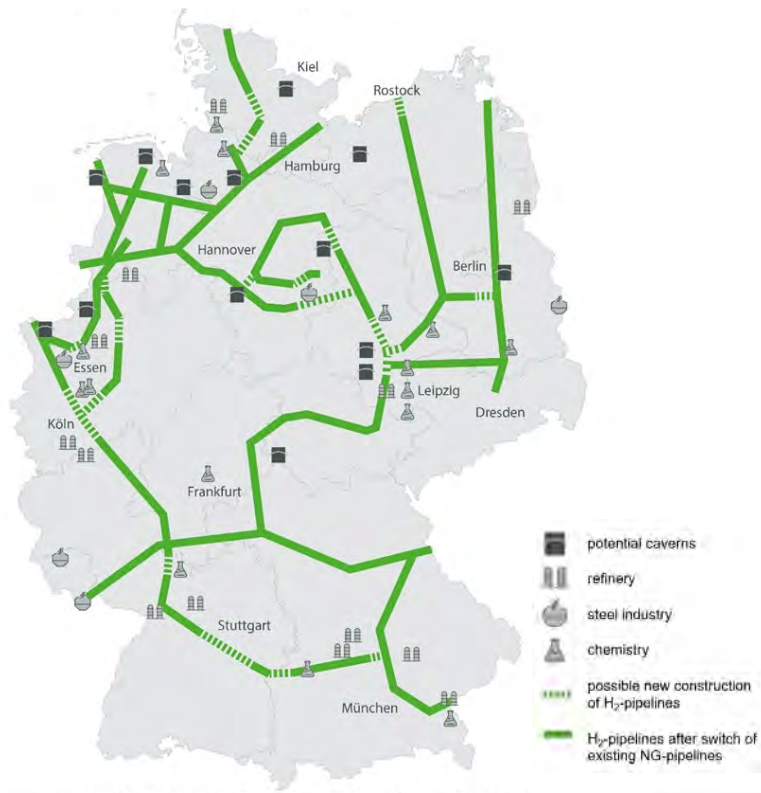 Kiel
Rostock
Hamburg
Hannover
Berlin
Essen
Leipzig
Köln
Dresden
Frankfurt
Stuttgart
München
potential caverns
refinery
steel industry
chemistry
possible new construction
of H₂-pipelines
H₂-pipelines after switch of
existing NG-pipelines